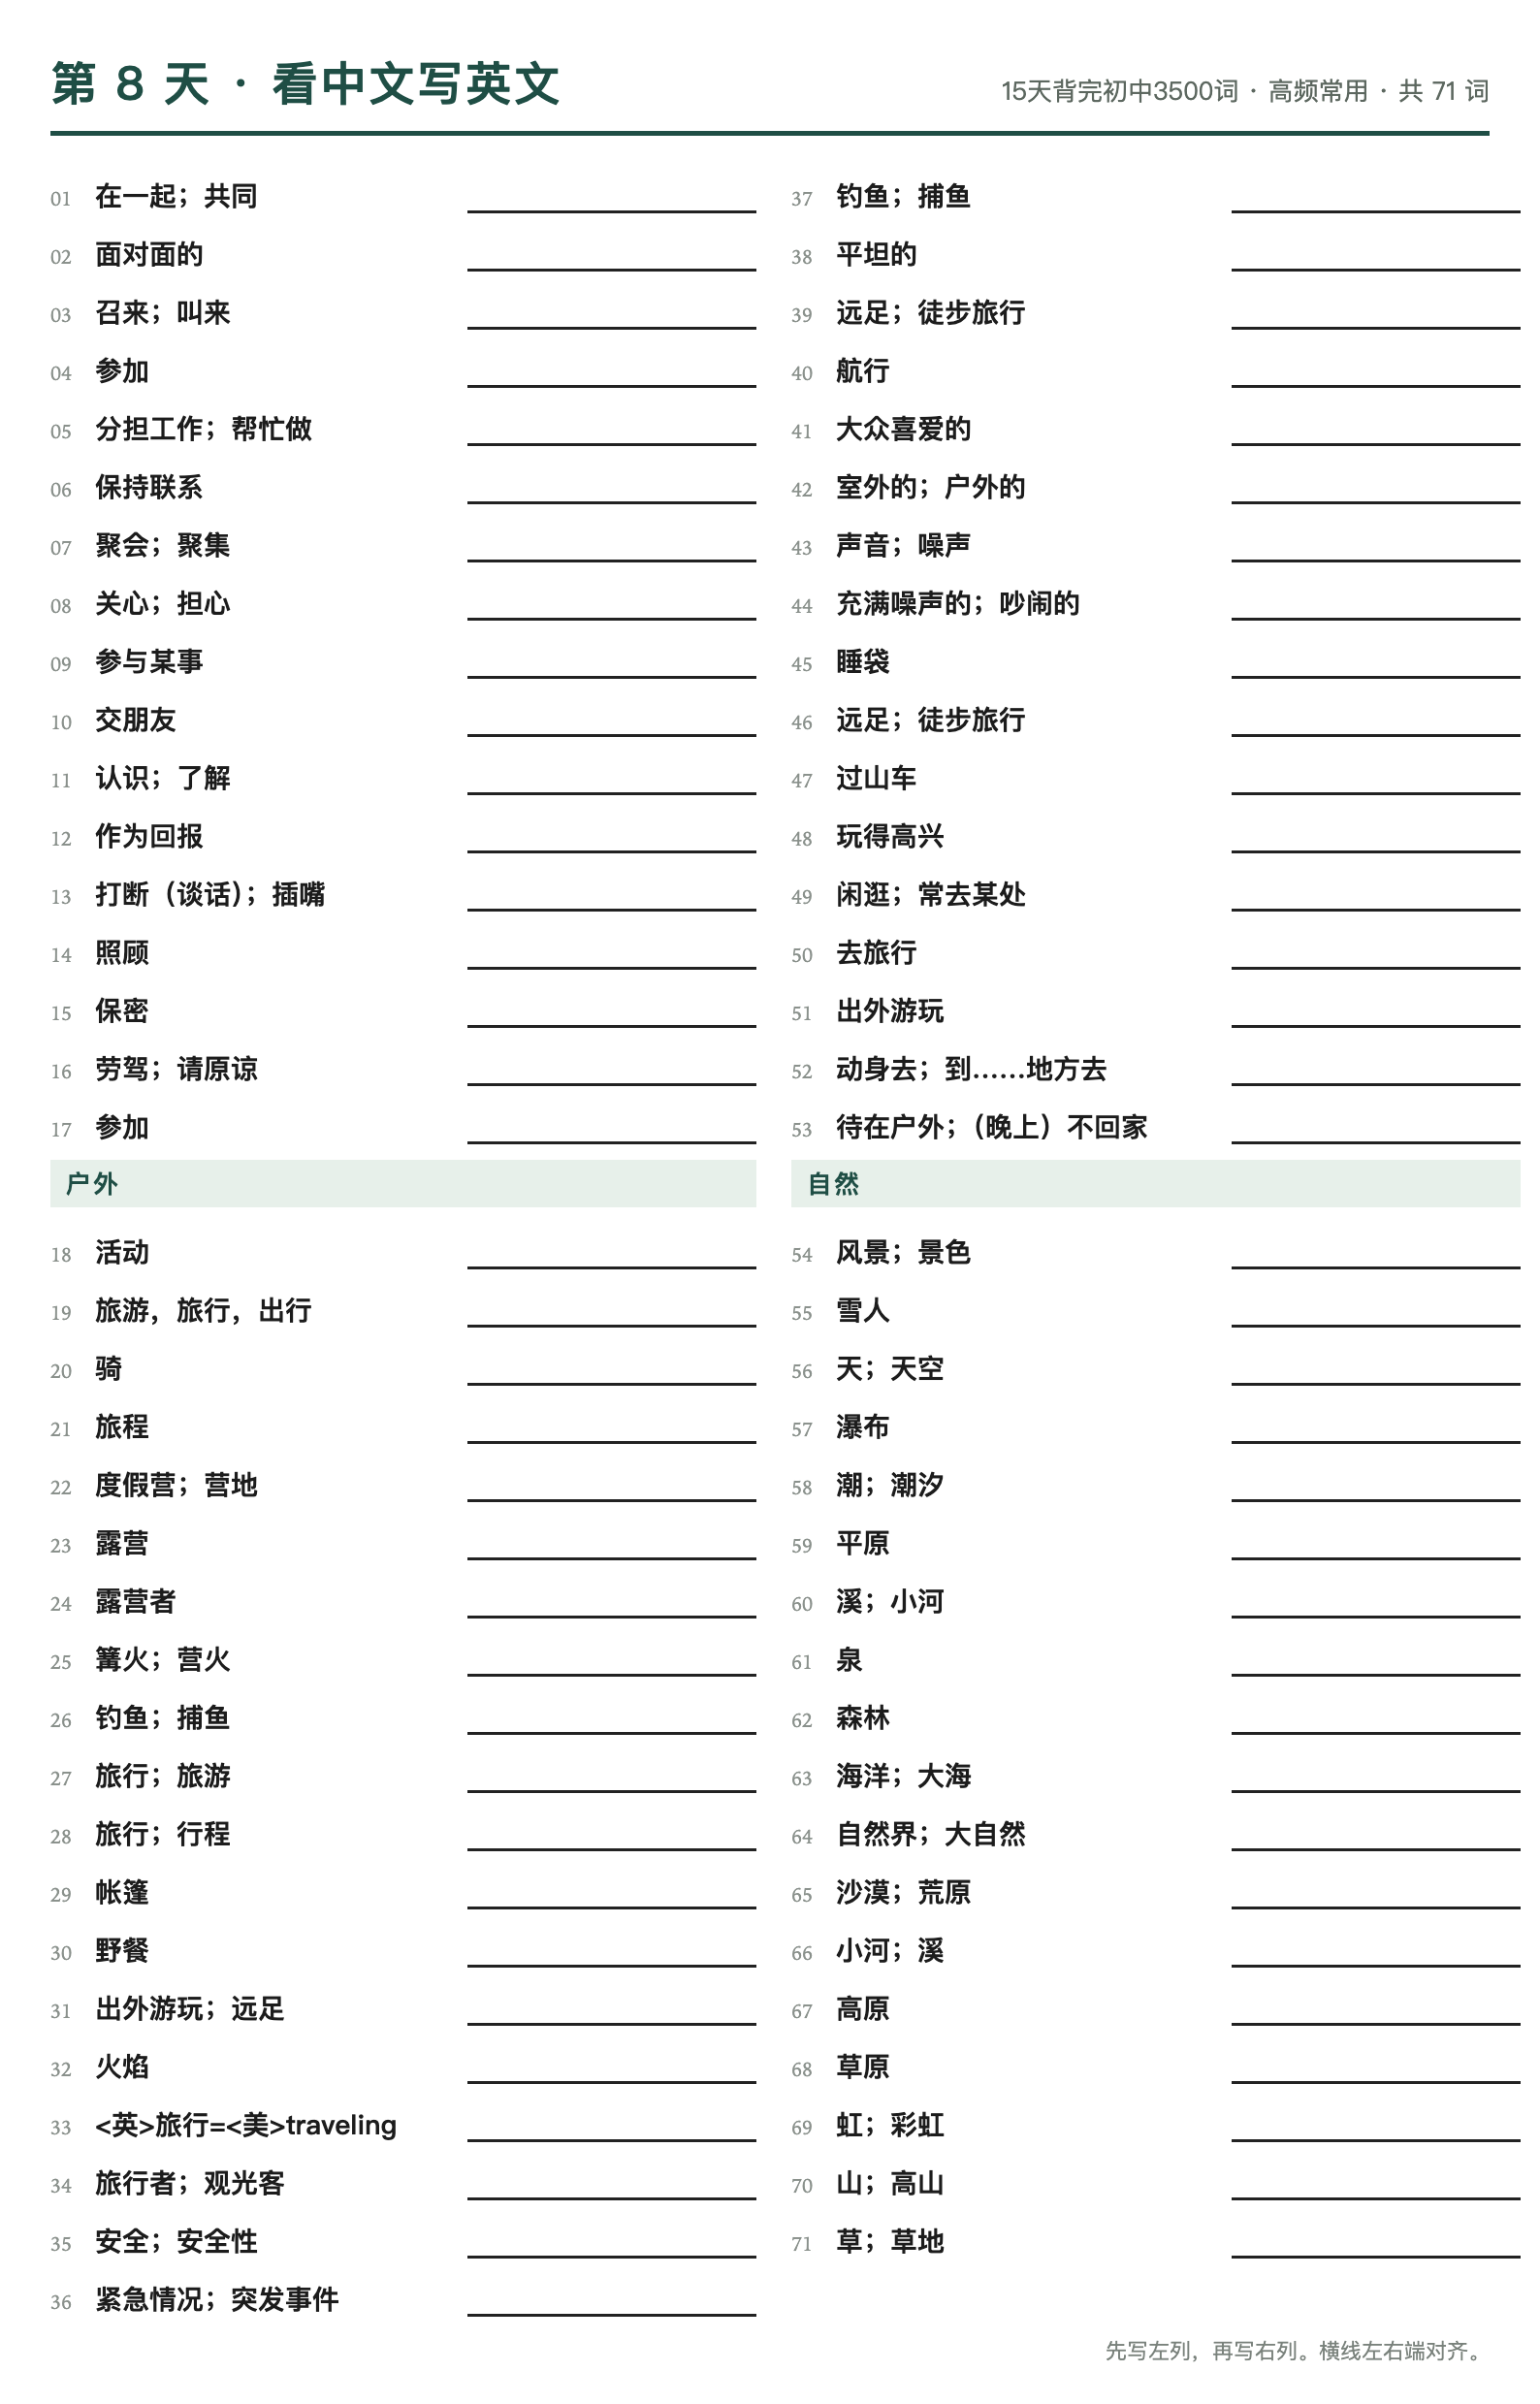 第 8 天 · 看中文写英文
15天背完初中3500词 · 高频常用 · 共 71 词
01 在一起；共同
02 面对面的
03 召来；叫来
04 参加
05 分担工作；帮忙做
06 保持联系
07 聚会；聚集
08 关心；担心
09 参与某事
10 交朋友
11 认识；了解
12 作为回报
13 打断（谈话）；插嘴
14 照顾
15 保密
16 劳驾；请原谅
17 参加
户外
18 活动
19 旅游，旅行，出行
20 骑
21 旅程
22 度假营；营地
23 露营
24 露营者
25 篝火；营火
26 钓鱼；捕鱼
27 旅行；旅游
28 旅行；行程
29 帐篷
30 野餐
31 出外游玩；远足
32 火焰
33 <英>旅行=<美>traveling
34 旅行者；观光客
35 安全；安全性
36 紧急情况；突发事件
37 钓鱼；捕鱼
38 平坦的
39 远足；徒步旅行
40 航行
41 大众喜爱的
42 室外的；户外的
43 声音；噪声
44 充满噪声的；吵闹的
45 睡袋
46 远足；徒步旅行
47 过山车
48 玩得高兴
49 闲逛；常去某处
50 去旅行
51 出外游玩
52 动身去；到……地方去
53 待在户外；（晚上）不回家
自然
54 风景；景色
55 雪人
56 天；天空
57 瀑布
58 潮；潮汐
59 平原
60 溪；小河
61 泉
62 森林
63 海洋；大海
64 自然界；大自然
65 沙漠；荒原
66 小河；溪
67 高原
68 草原
69 虹；彩虹
70 山；高山
71 草；草地
先写左列，再写右列。横线左右端对齐。